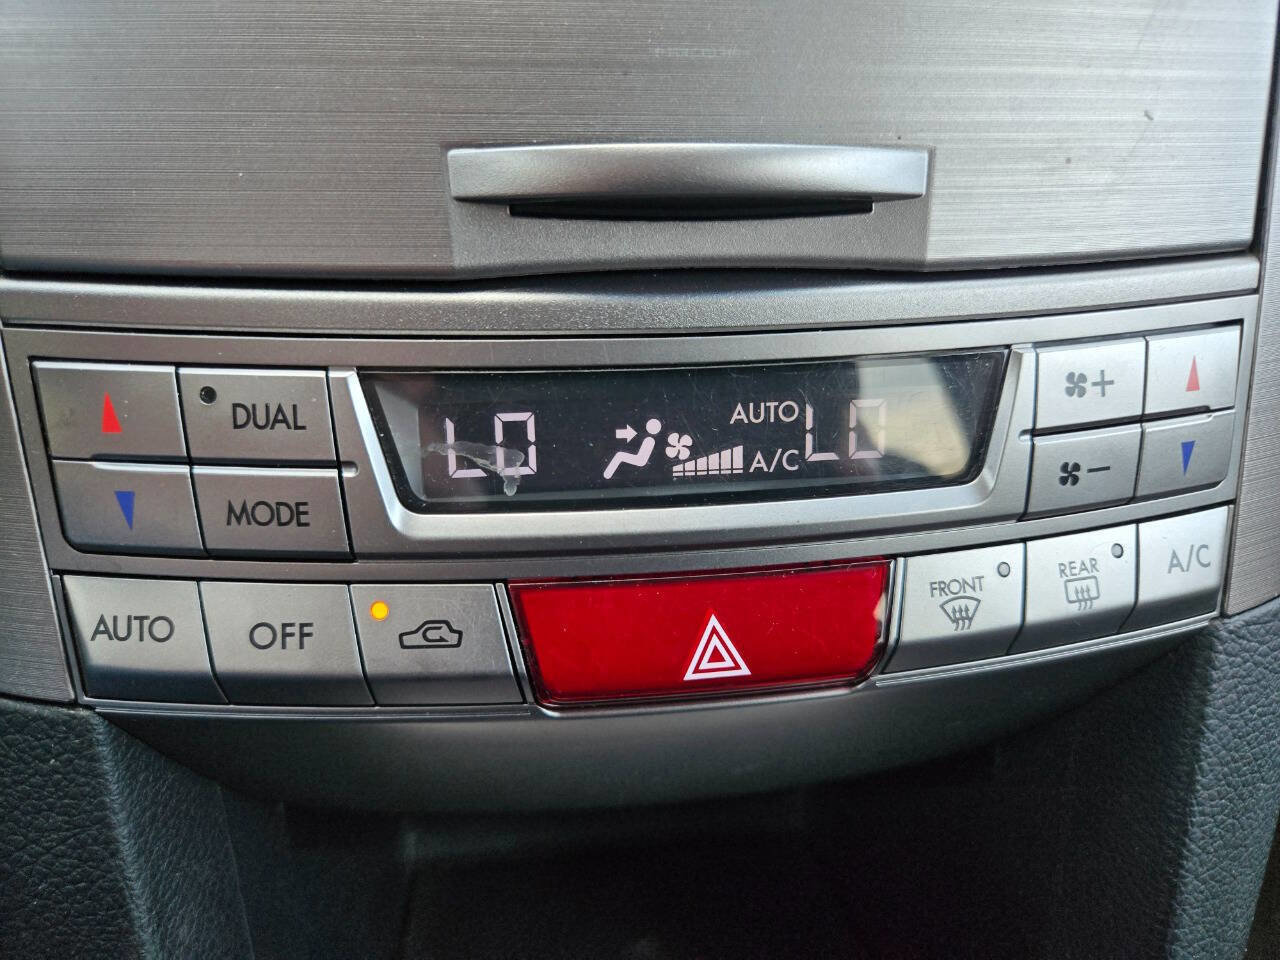 DUAL
LO
AUTO
LO
A/C
MODE
AUTO
OFF
FRONT
REAR
A/C